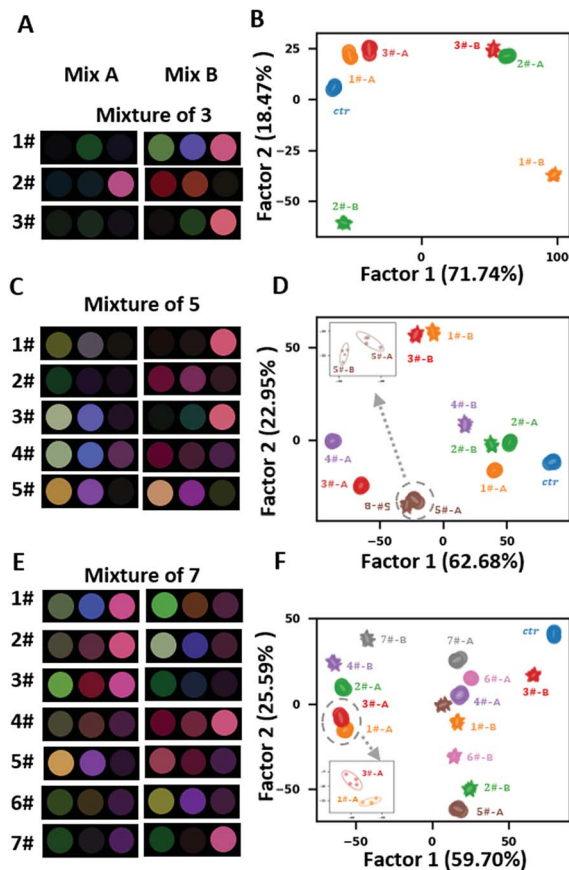 A
Mix A Mix B
Mixture of 3
1#
2#
3#
B
25
0
−25
−50
0 100
Factor 2 (18.47%)
Factor 1 (71.74%)
ctr
1#-A
3#-A
3#-B
2#-A
1#-B
2#-B
C
Mixture of 5
1#
2#
3#
4#
5#
D
50
0
−50 0 50 100
Factor 2 (22.95%)
Factor 1 (62.68%)
5#-A
5#-B
3#-B
1#-B
4#-B
2#-A
2#-B
4#-A
3#-A
1#-A
ctr
5#-B
5#-A
E
Mixture of 7
1#
2#
3#
4#
5#
6#
7#
F
50
0
−50
−50 0 50
Factor 2 (25.59%)
Factor 1 (59.70%)
7#-B
7#-A
ctr
4#-B
6#-A
2#-A
4#-A
3#-B
3#-A
1#-A
1#-B
6#-B
3#-A
1#-A
2#-B
5#-A